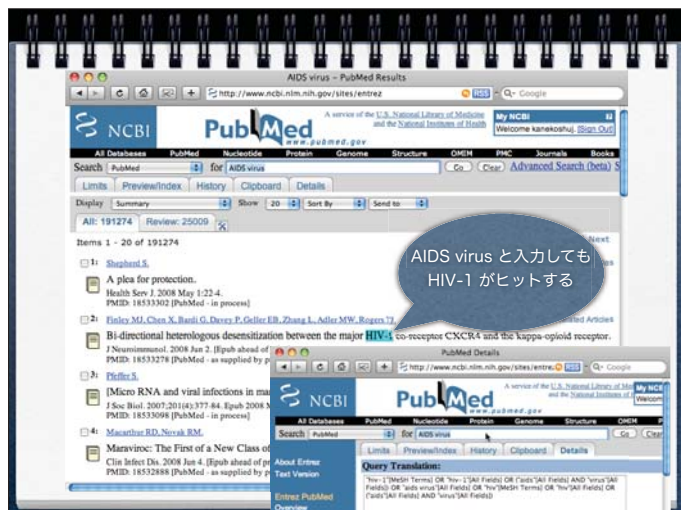 AIDS virus – PubMed Results
http://www.ncbi.nlm.nih.gov/sites/entrez
RSS
Google
NCBI
PubMed
www.pubmed.gov
A service of the U.S. National Library of Medicine
and the National Institutes of Health
My NCBI
Welcome kanekoshuj. [Sign Out]
All Databases PubMed Nucleotide Protein Genome Structure OMIM PMC Journals Books
Search PubMed for AIDS virus Go Clear Advanced Search (beta) S
Limits Preview/Index History Clipboard Details
Display Summary Show 20 Sort By Send to
All: 191274 Review: 25009
Items 1 - 20 of 191274
Next
AIDS virus と入力しても
HIV-1 がヒットする
1: Shepherd S.
A plea for protection.
Health Serv J. 2008 May 1:22-4.
PMID: 18533302 [PubMed - in process]
2: Finley MJ, Chen X, Bardi G, Davey P, Geller EB, Zhang L, Adler MW, Rogers TJ.
Articles
Bi-directional heterologous desensitization between the major HIV-1 co-receptor CXCR4 and the kappa-opioid receptor.
J Neuroimmunol. 2008 Jun 2. [Epub ahead of
PMID: 18533278 [PubMed - as supplied by p
3: Pfeffer S.
[Micro RNA and viral infections in ma
J Soc Biol. 2007;201(4):377-84. Epub 2008 M
PMID: 18533098 [PubMed - in process]
4: Macarthur RD, Novak RM.
Maraviroc: The First of a New Class of
Clin Infect Dis. 2008 Jun 4. [Epub ahead of pr
PMID: 18532888 [PubMed - as supplied by p
PubMed Details
http://www.ncbi.nlm.nih.gov/sites/entre
RSS
Google
NCBI
PubMed
www.pubmed.gov
A service of the U.S. National Library of Me
and the National Institutes of
My NC
Welcom
All Databases PubMed Nucleotide Protein Genome Structure OMIM P
Search PubMed for AIDS virus Go Clear
Limits Preview/Index History Clipboard Details
About Entrez
Text Version
Entrez PubMed
Overview
Query Translation:
"hiv-1"[MeSH Terms] OR "hiv-1"[All Fields] OR ("aids"[All Fields] AND "virus"[All
Fields]) OR "aids virus"[All Fields] OR "hiv"[MeSH Terms] OR "hiv"[All Fields] OR
("aids"[All Fields] AND "virus"[All Fields])